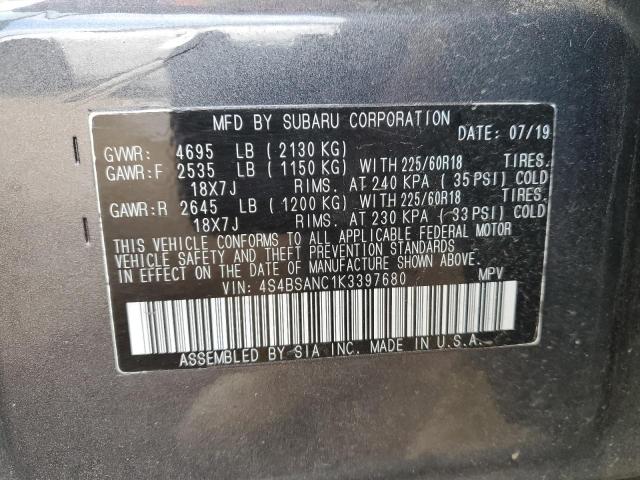 MFD BY SUBARU CORPORATION
DATE: 07/19
GVWR: 4695 LB ( 2130 KG)
GAWR:F 2535 LB ( 1150 KG) WITH 225/60R18 TIRES.
18X7J RIMS. AT 240 KPA ( 35 PSI) COLD
GAWR:R 2645 LB ( 1200 KG) WITH 225/60R18 TIRES.
18X7J RIMS. AT 230 KPA ( 33 PSI) COLD
THIS VEHICLE CONFORMS TO ALL APPLICABLE FEDERAL MOTOR
VEHICLE SAFETY AND THEFT PREVENTION STANDARDS
IN EFFECT ON THE DATE OF MANUFACTURE SHOWN ABOVE.
VIN: 4S4BSANC1K3397680 MPV
ASSEMBLED BY SIA INC. MADE IN U.S.A.